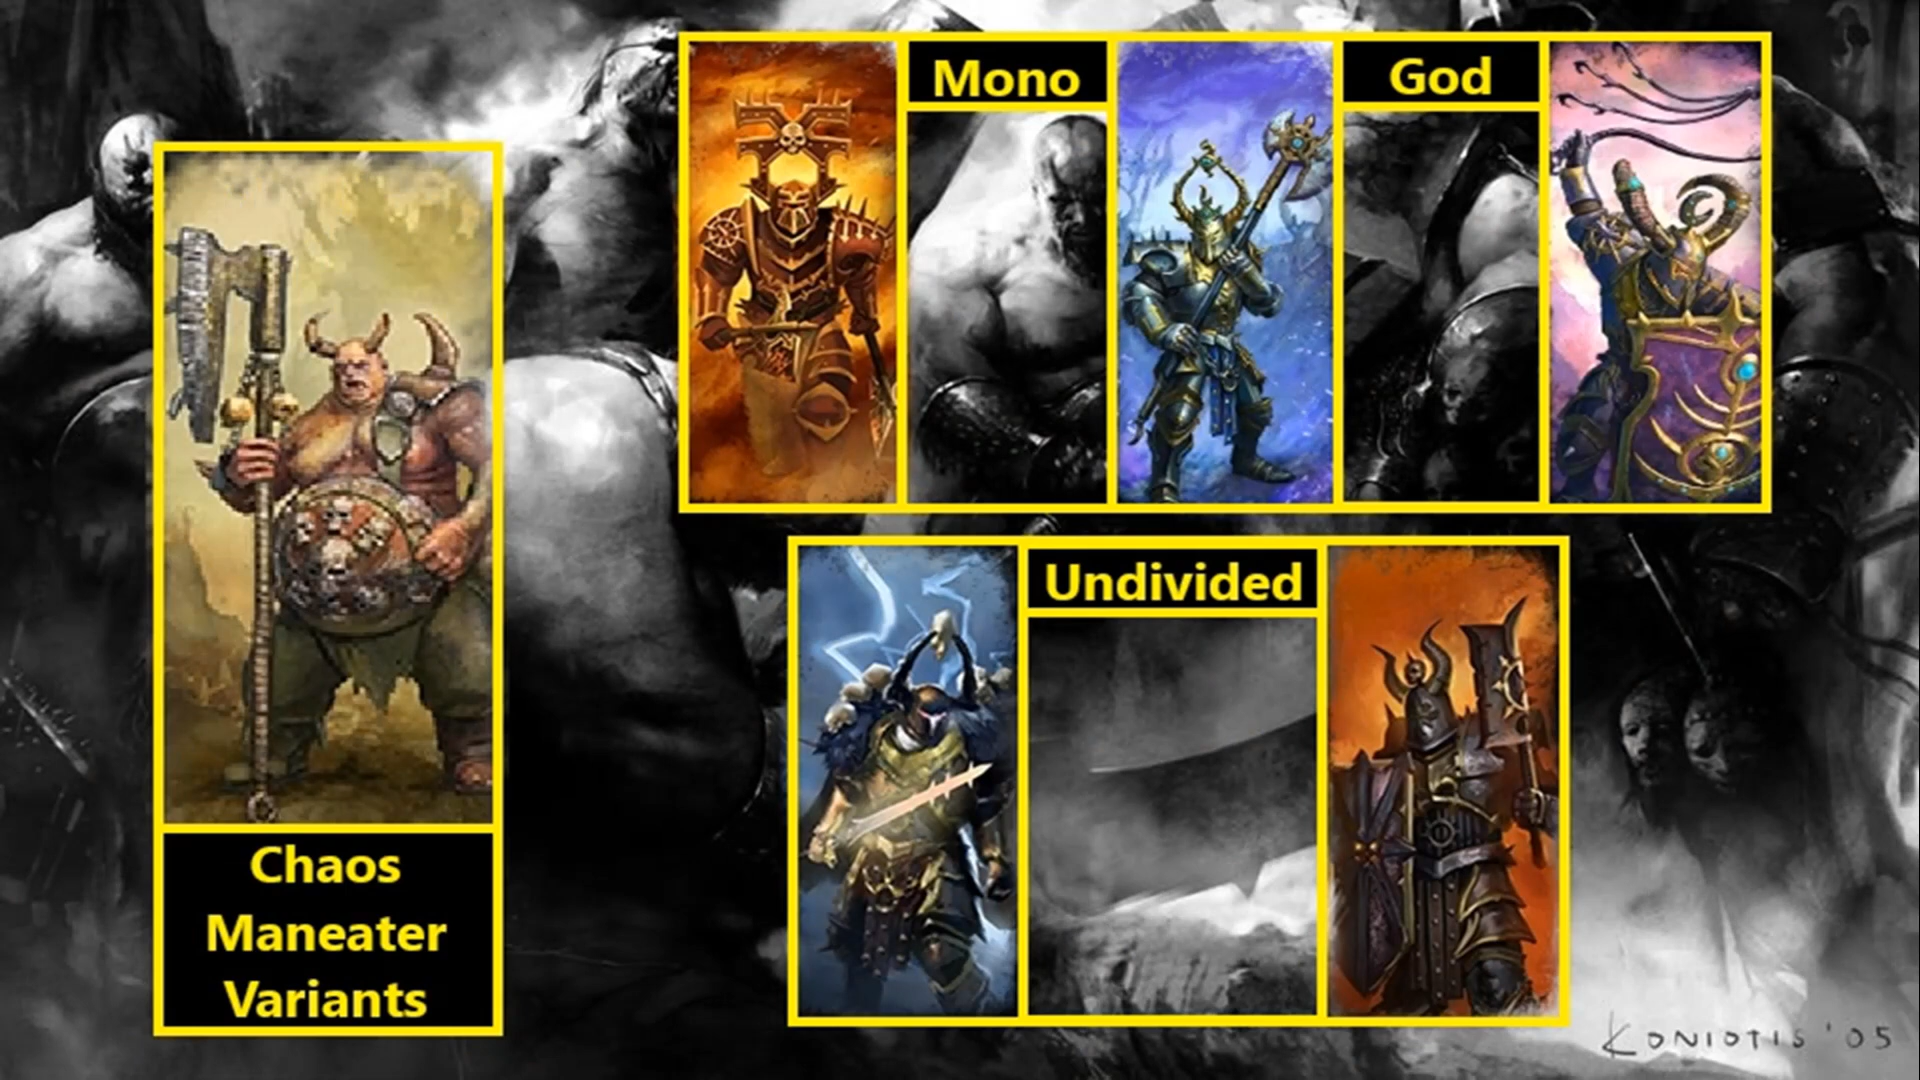 Mono
God
Undivided
Chaos
Maneater
Variants
KONIOTIS '05